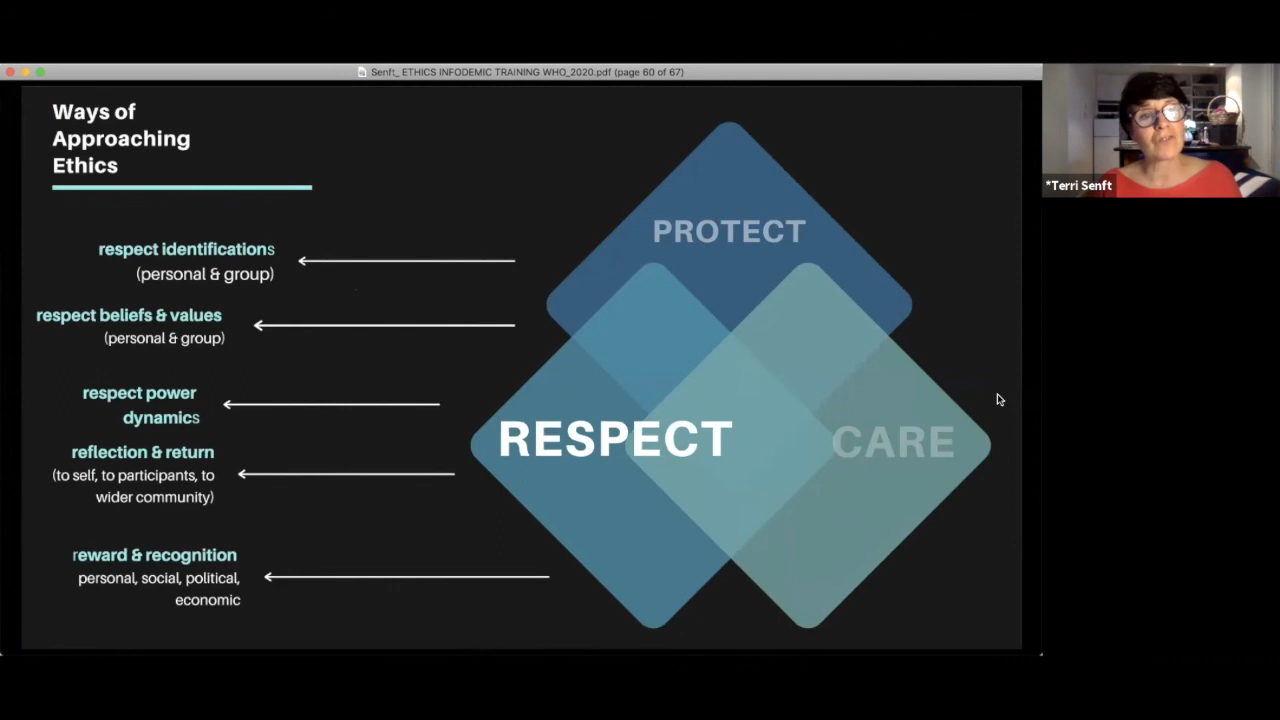 Senft_ ETHICS INFODEMIC TRAINING WHO_2020.pdf (page 60 of 67)
Ways of
Approaching
Ethics
respect identifications
(personal & group)
respect beliefs & values
(personal & group)
respect power
dynamics
reflection & return
(to self, to participants, to
wider community)
reward & recognition
personal, social, political,
economic
PROTECT
RESPECT
CARE
*Terri Senft